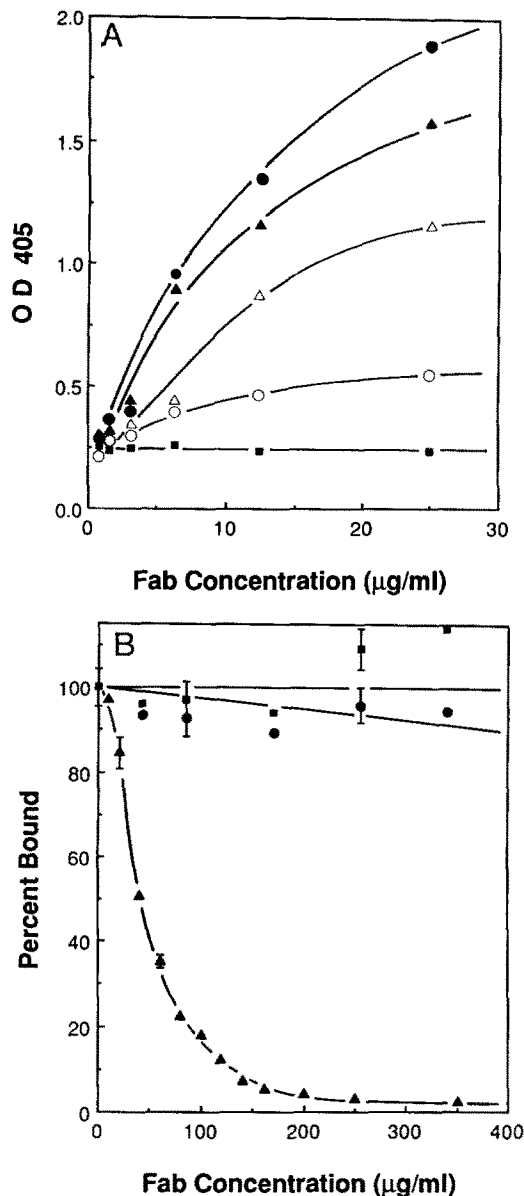 A
2.0
1.5
1.0
0.5
0.0
O D 405
0 10 20 30
Fab Concentration (μg/ml)
B
100
80
60
40
20
0
Percent Bound
0 100 200 300 400
Fab Concentration (μg/ml)